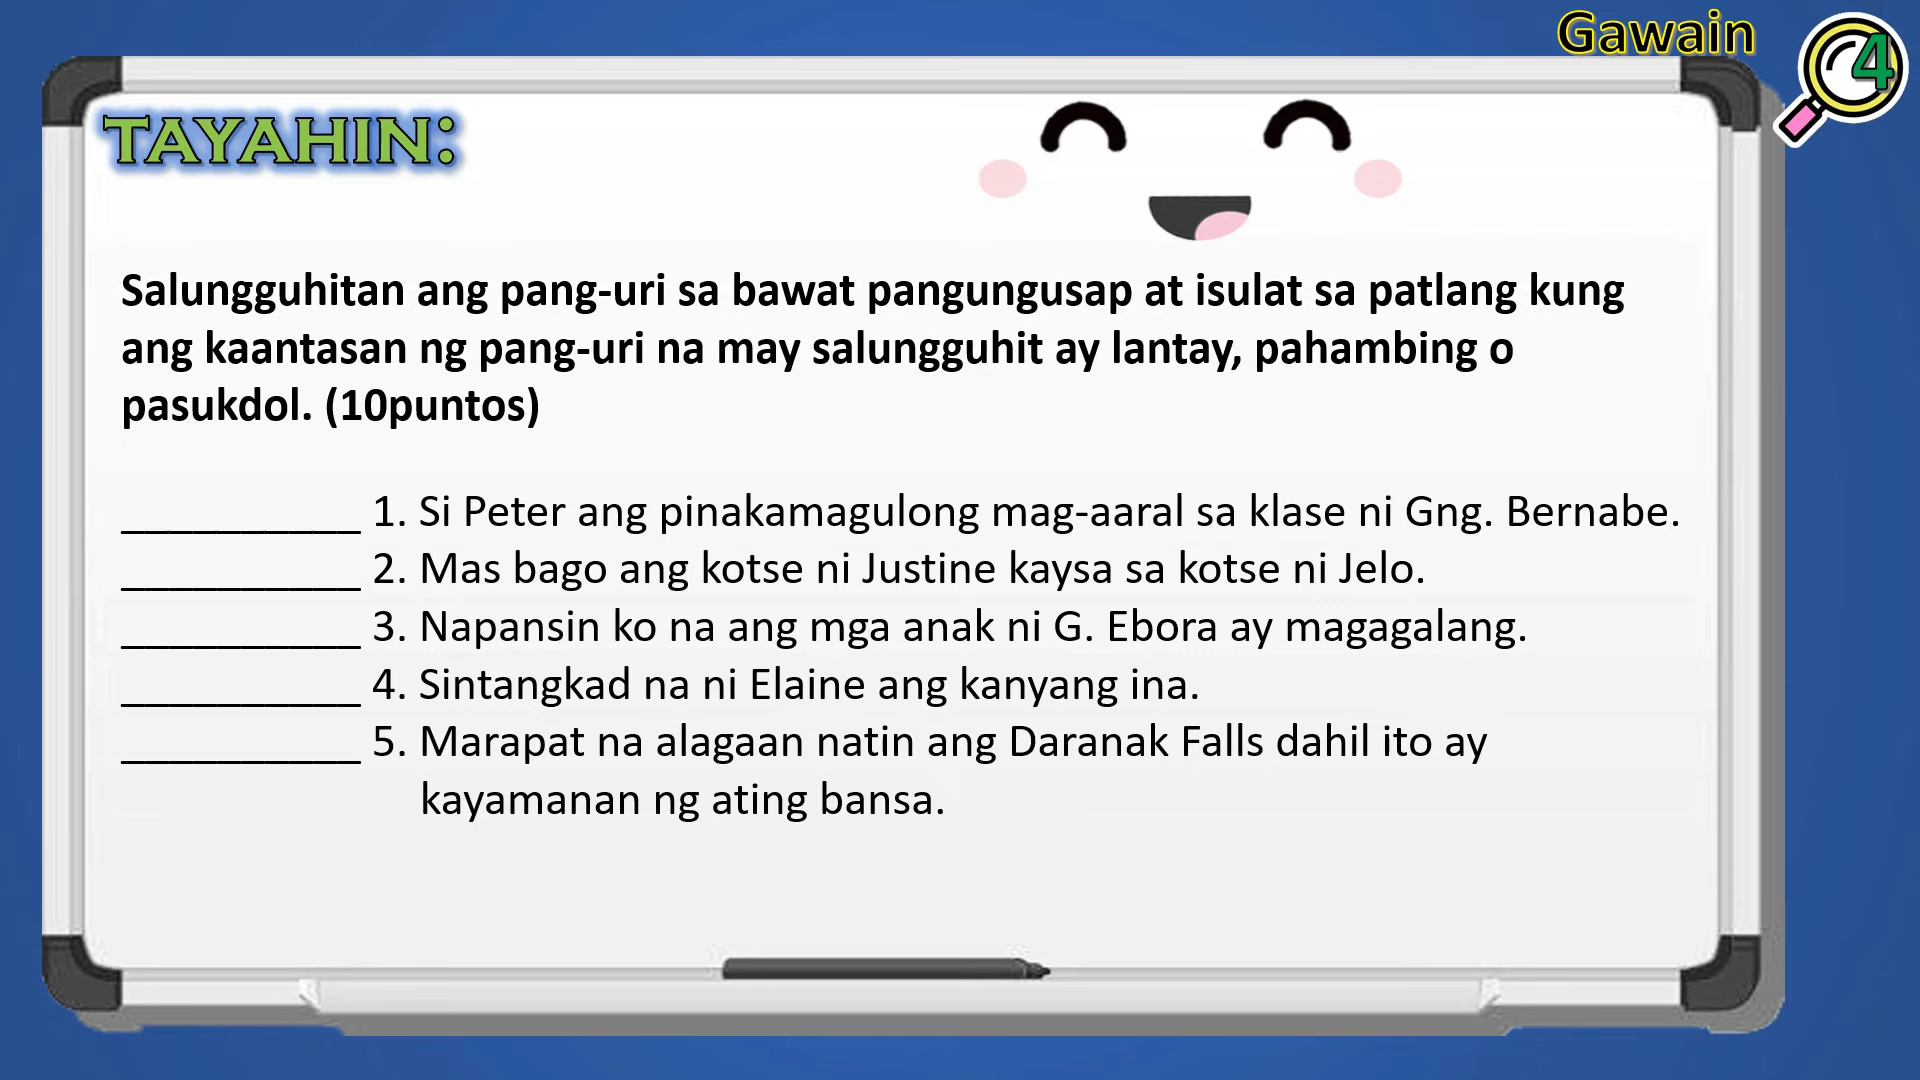 Gawain
4
TAYAHIN:
Salungguhitan ang pang-uri sa bawat pangungusap at isulat sa patlang kung
ang kaantasan ng pang-uri na may salungguhit ay lantay, pahambing o
pasukdol. (10puntos)
__________ 1. Si Peter ang pinakamagulong mag-aaral sa klase ni Gng. Bernabe.
__________ 2. Mas bago ang kotse ni Justine kaysa sa kotse ni Jelo.
__________ 3. Napansin ko na ang mga anak ni G. Ebora ay magagalang.
__________ 4. Sintangkad na ni Elaine ang kanyang ina.
__________ 5. Marapat na alagaan natin ang Daranak Falls dahil ito ay
kayamanan ng ating bansa.